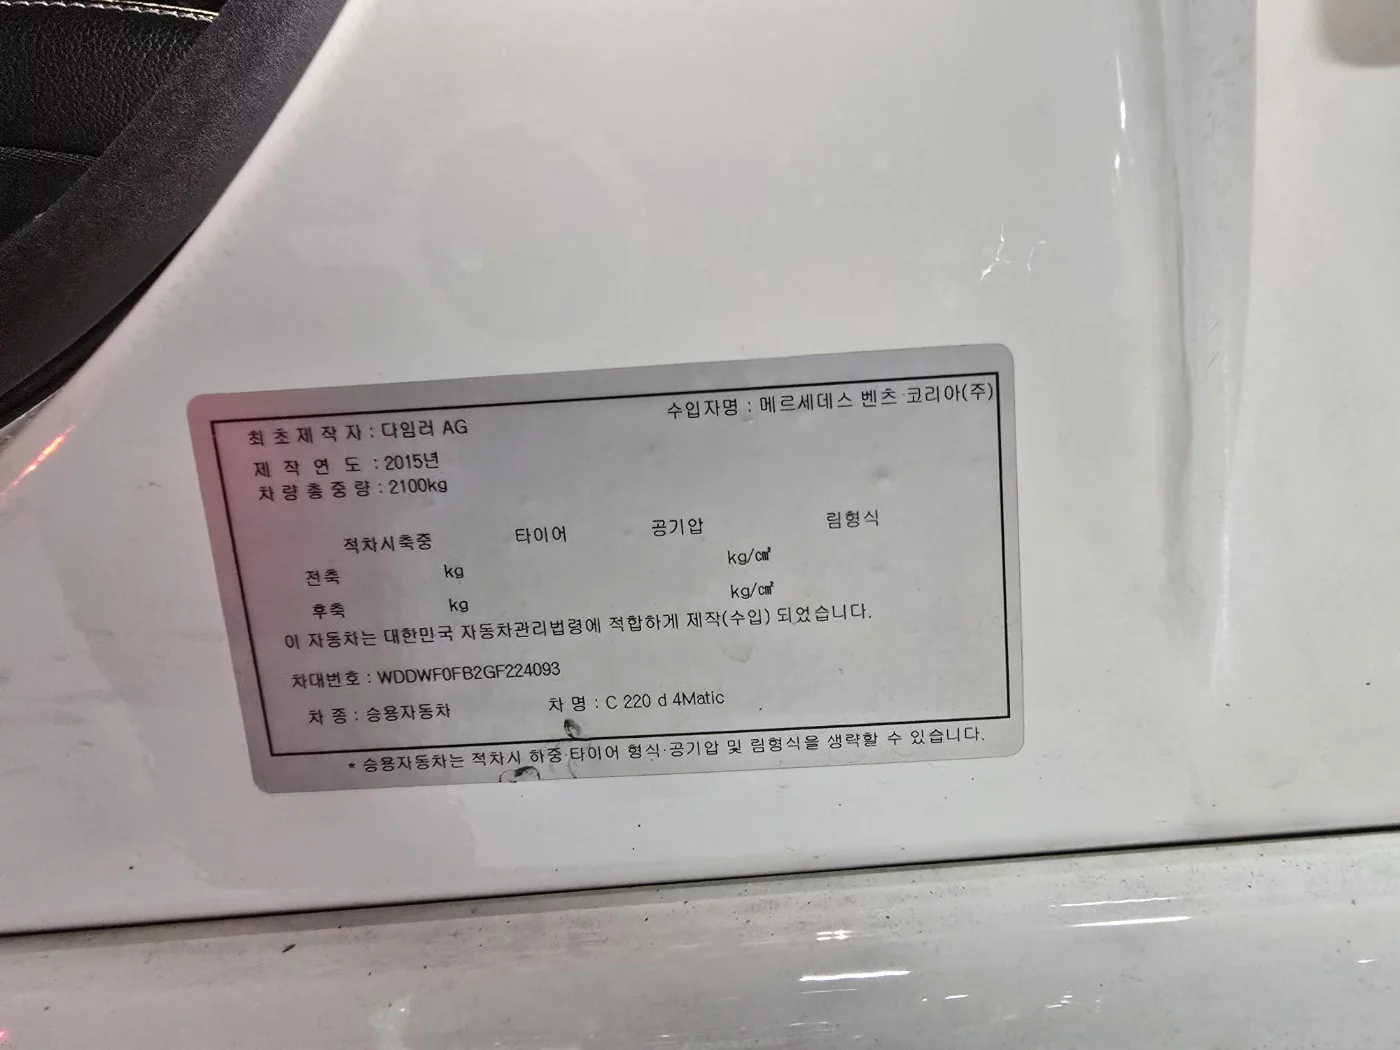 수입자명 : 메르세데스 벤츠 코리아(주)
최초제작자 : 다임러 AG
제작연도 : 2015년
차량총중량 : 2100kg
적차시축중 타이어 공기압 림형식
전축 kg kg/㎠
후축 kg kg/㎠
이 자동차는 대한민국 자동차관리법령에 적합하게 제작(수입) 되었습니다.
차대번호 : WDDWF0FB2GF224093
차 종 : 승용자동차 차 명 : C 220 d 4Matic
* 승용자동차는 적차시 하중·타이어 형식·공기압 및 림형식을 생략할 수 있습니다.